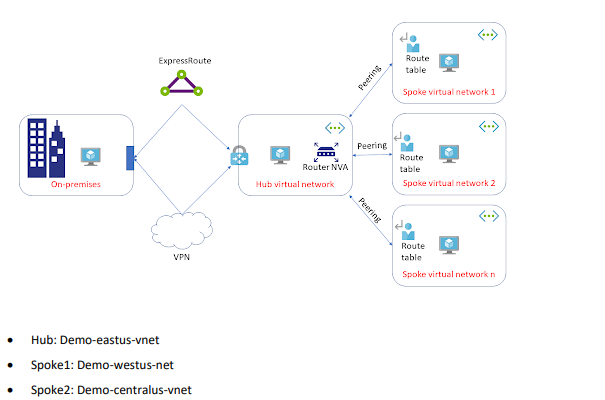 ExpressRoute
On-premises
VPN
Hub virtual network
Router NVA
Peering
Peering
Peering
Route
table
Spoke virtual network 1
Route
table
Spoke virtual network 2
Route
table
Spoke virtual network n
• Hub: Demo-eastus-vnet
• Spoke1: Demo-westus-net
• Spoke2: Demo-centralus-vnet